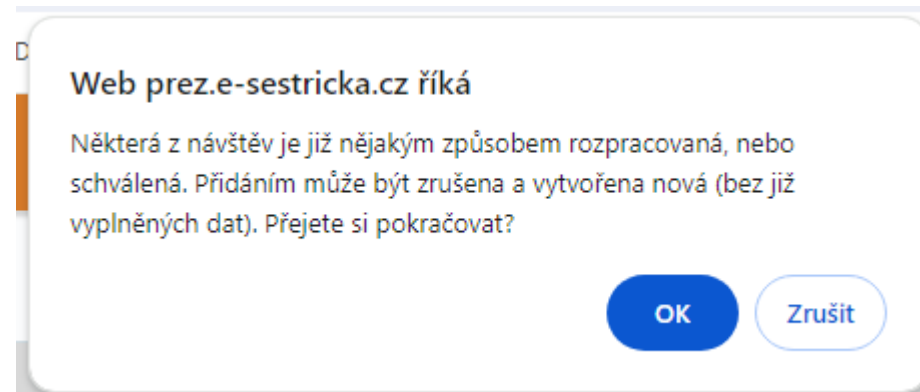 D
Web prez.e-sestricka.cz říká
Některá z návštěv je již nějakým způsobem rozpracovaná, nebo
schválená. Přidáním může být zrušena a vytvořena nová (bez již
vyplněných dat). Přejete si pokračovat?
OK
Zrušit